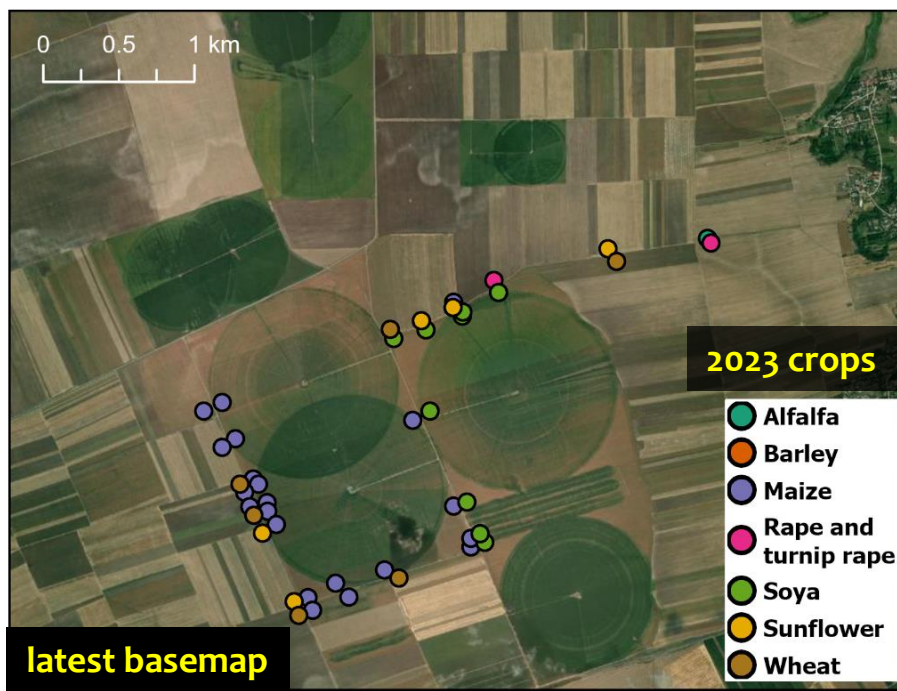 0 0.5 1 km
2023 crops
Alfalfa
Barley
Maize
Rape and
turnip rape
Soya
Sunflower
Wheat
latest basemap